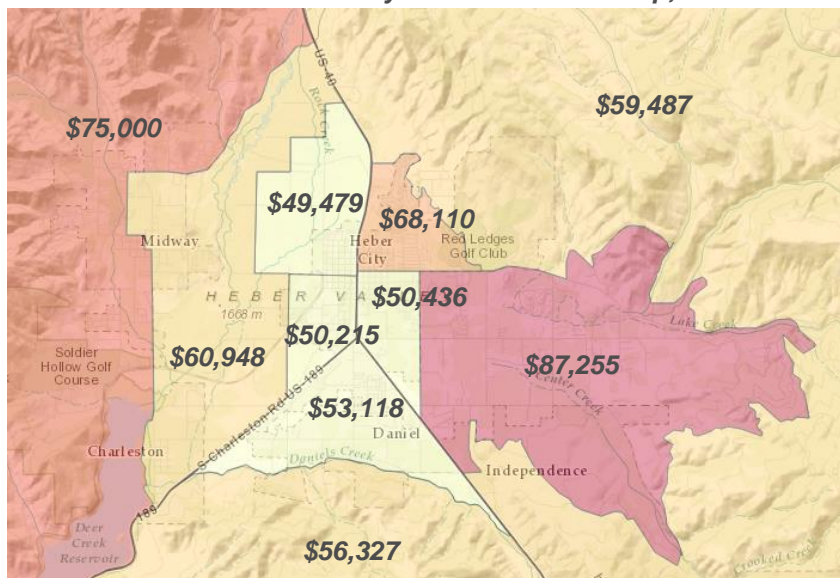 US-40
Rock Creek
$59,487
$75,000
$49,479
$68,110
Midway
Heber
City
Red Ledges
Golf Club
HEBER VA
1668 m
$50,436
Lake Creek
$50,215
Soldier
Hollow Golf
Course
$60,948
$87,255
Center Creek
S Charleston Rd US-189
$53,118
Daniel
Charleston
Daniels Creek
Independence
189
Deer
Creek
Reservoir
$56,327
Crooked Creek